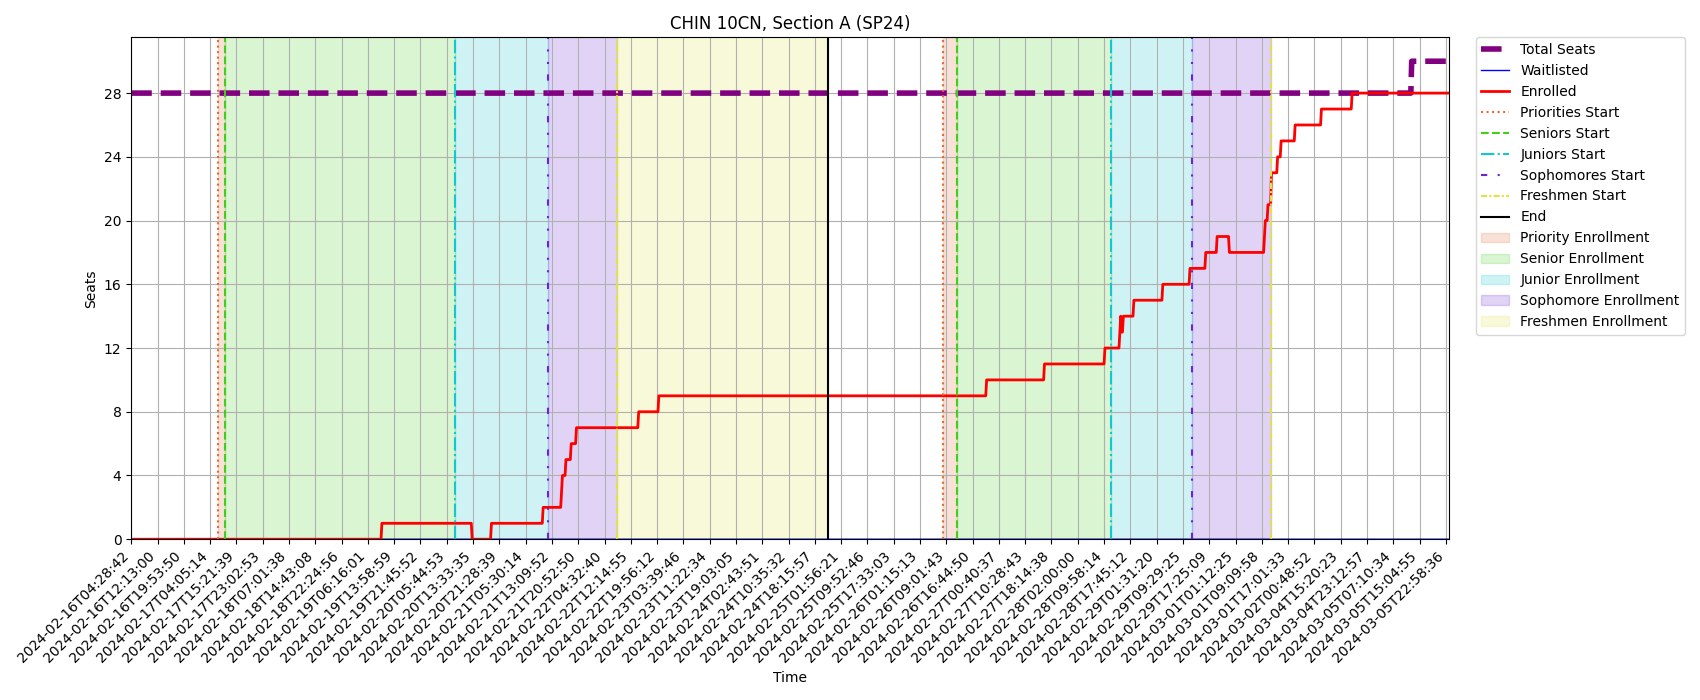 CHIN 10CN, Section A (SP24)
Seats
28
24
20
16
12
8
4
0
2024-02-16T04:28:42
2024-02-16T12:13:00
2024-02-16T19:53:50
2024-02-17T04:05:14
2024-02-17T15:21:39
2024-02-17T23:02:53
2024-02-18T07:01:38
2024-02-18T14:43:08
2024-02-18T22:24:56
2024-02-19T06:16:01
2024-02-19T13:58:59
2024-02-19T21:45:52
2024-02-20T05:44:53
2024-02-20T13:33:35
2024-02-20T21:28:39
2024-02-21T05:30:14
2024-02-21T13:09:52
2024-02-21T20:52:50
2024-02-22T04:32:40
2024-02-22T12:14:55
2024-02-22T19:56:12
2024-02-23T03:39:46
2024-02-23T11:22:34
2024-02-23T19:03:05
2024-02-24T02:43:51
2024-02-24T10:35:32
2024-02-24T18:15:57
2024-02-25T01:56:21
2024-02-25T09:52:46
2024-02-25T17:33:03
2024-02-26T01:15:13
2024-02-26T09:01:43
2024-02-26T16:44:50
2024-02-27T00:40:37
2024-02-27T10:28:43
2024-02-27T18:14:38
2024-02-28T02:00:00
2024-02-28T09:58:14
2024-02-28T17:45:12
2024-02-29T01:31:20
2024-02-29T09:29:25
2024-02-29T17:25:09
2024-03-01T01:12:25
2024-03-01T09:09:58
2024-03-01T17:01:33
2024-03-02T00:48:52
2024-03-04T15:20:23
2024-03-04T23:12:57
2024-03-05T07:10:34
2024-03-05T15:04:55
2024-03-05T22:58:36
Time
Total Seats
Waitlisted
Enrolled
Priorities Start
Seniors Start
Juniors Start
Sophomores Start
Freshmen Start
End
Priority Enrollment
Senior Enrollment
Junior Enrollment
Sophomore Enrollment
Freshmen Enrollment